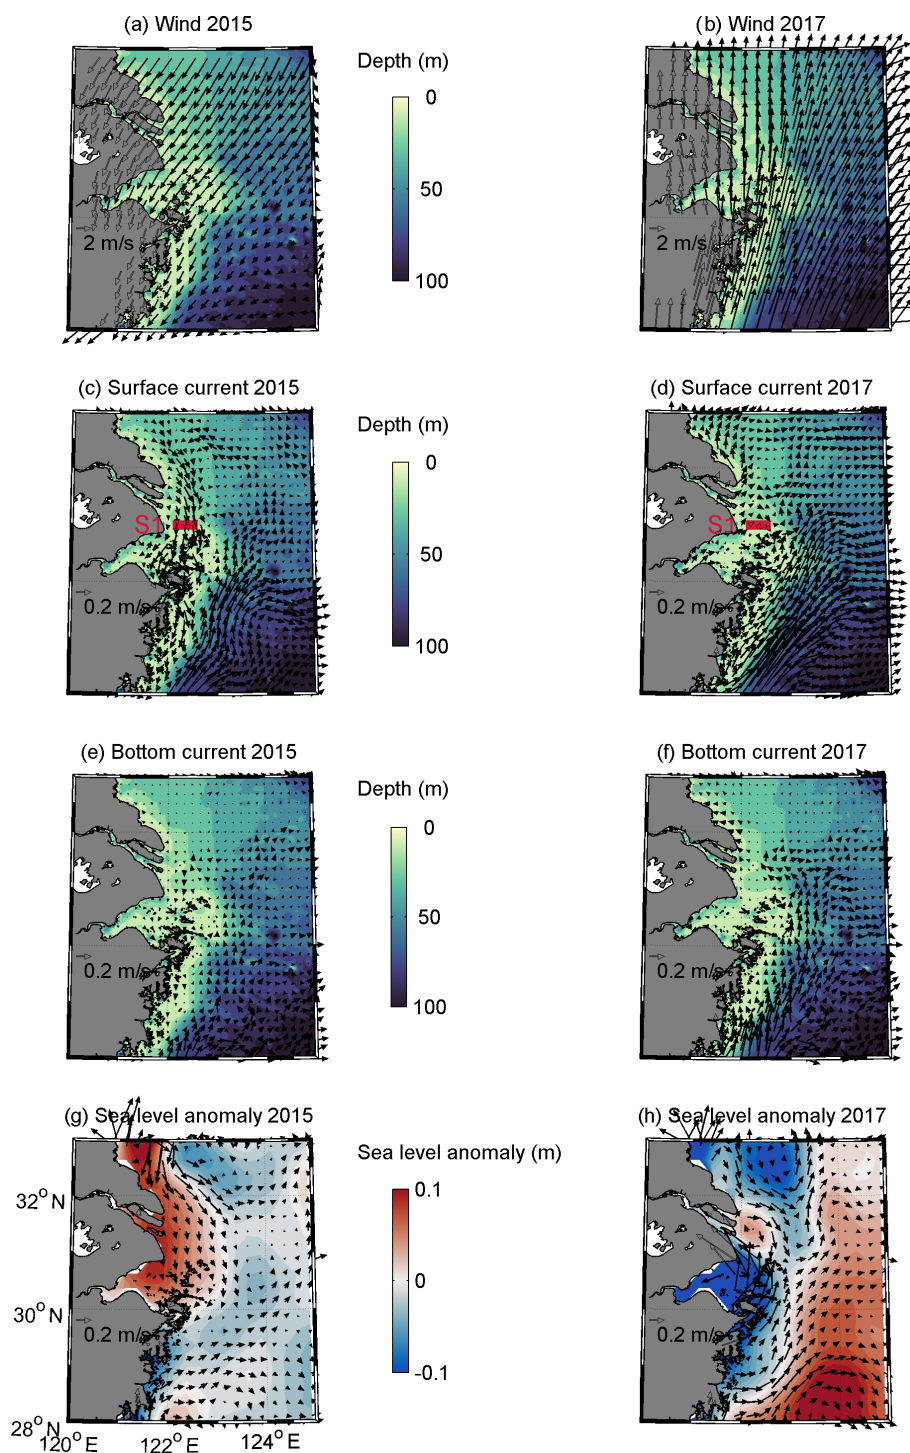 (a) Wind 2015
(b) Wind 2017
Depth (m)
0
50
100
2 m/s
2 m/s
(c) Surface current 2015
(d) Surface current 2017
Depth (m)
0
50
100
S1
S1
0.2 m/s
0.2 m/s
(e) Bottom current 2015
(f) Bottom current 2017
Depth (m)
0
50
100
0.2 m/s
0.2 m/s
(g) Sea level anomaly 2015
(h) Sea level anomaly 2017
Sea level anomaly (m)
0.1
0
-0.1
32° N
30° N
28° N
0.2 m/s
0.2 m/s
120° E
122° E
124° E